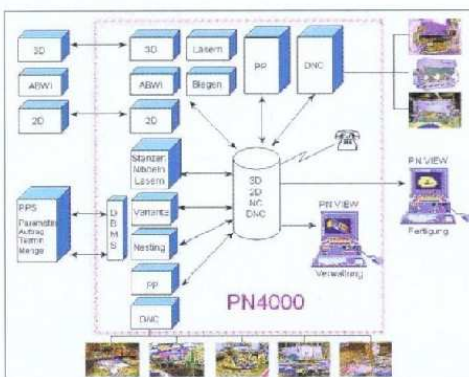 3D
3D
Lasern
PP
DNC
ABWI
ABWI
Biegen
2D
2D
Stanzen
Nibbeln
Lasern
3D
2D
NC
DNC
PN VIEW
Fertigung
PPS
Parameter
Auftrag
Termin
Menge
DBMS
Variante
Nesting
PN VIEW
Verwaltung
PP
PN4000
DNC